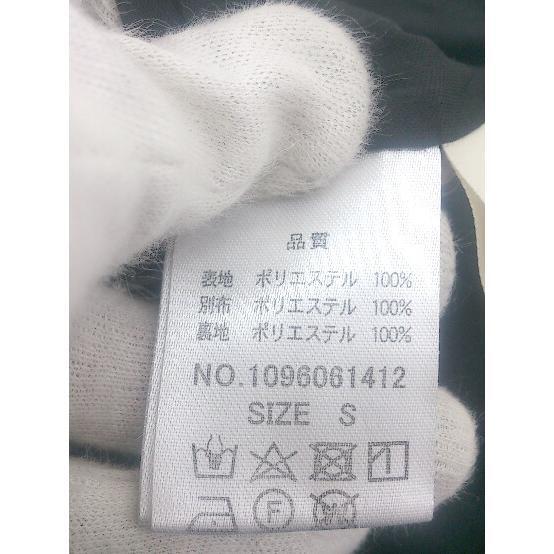 品質
表地 ポリエステル 100%
別布 ポリエステル 100%
裏地 ポリエステル 100%
NO.1096061412
SIZE S
F